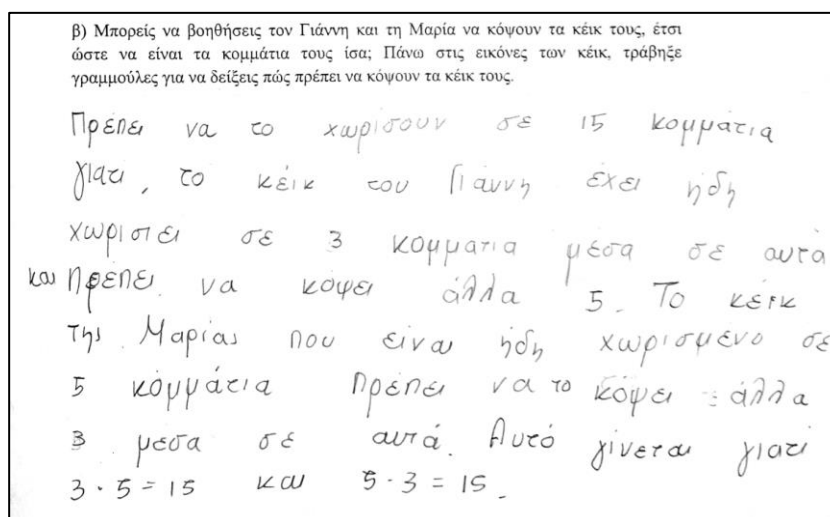 β) Μπορείς να βοηθήσεις τον Γιάννη και τη Μαρία να κόψουν τα κέικ τους, έτσι
ώστε να είναι τα κομμάτια τους ίσα; Πάνω στις εικόνες των κέικ, τράβηξε
γραμμούλες για να δείξεις πώς πρέπει να κόψουν τα κέικ τους.
Πρέπει να το χωρίσουν σε 15 κομμάτια
γιατι, το κέικ του Γιάννη έχει ήδη
χωριστει σε 3 κομματια μέσα σε αυτά
και πρέπει να κόψει άλλα 5. Το κέικ
της Μαρίας που είναι ήδη χωρισμένο σε
5 κομμάτια πρέπει να το κόψει άλλα
3 μεσα σε αυτά. Αυτό γίνεται γιατί
3 · 5 = 15 και 5 · 3 = 15.